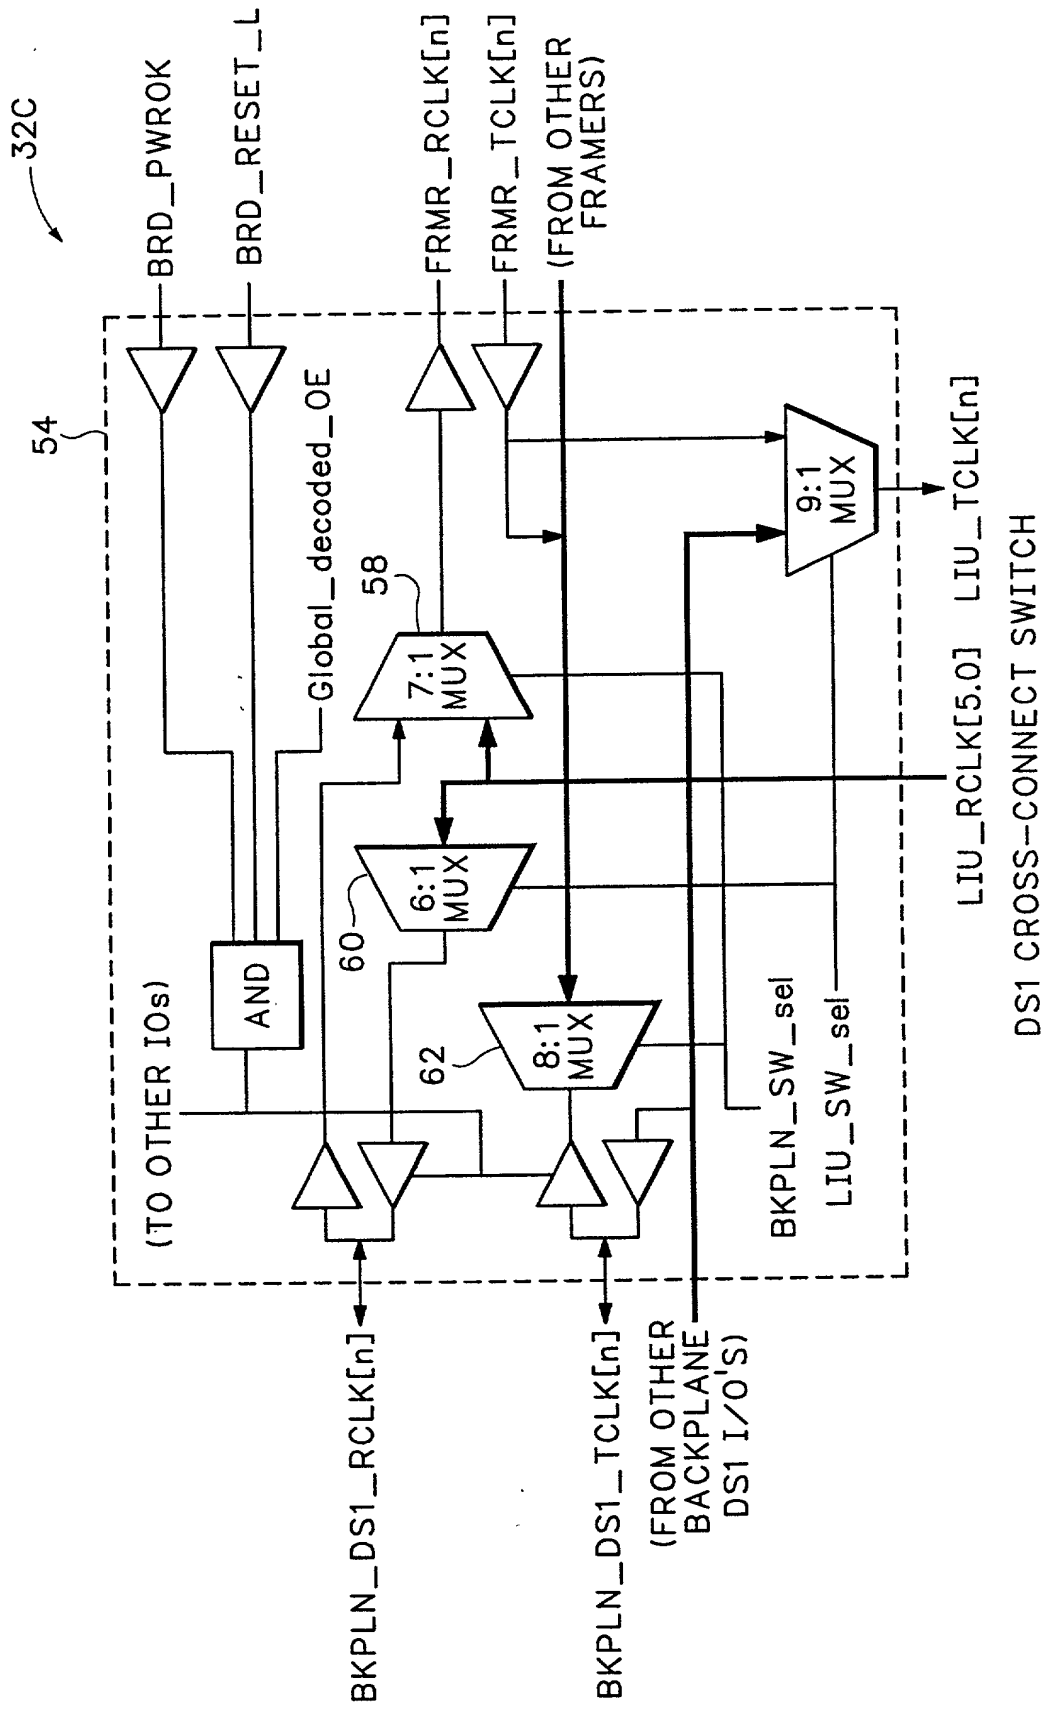 32C
54
BRD_PWROK
BRD_RESET_L
FRMR_RCLK[n]
FRMR_TCLK[n]
(FROM OTHER
FRAMERS)
(TO OTHER IOs)
AND
Global_decoded_OE
58
7:1
MUX
60
6:1
MUX
62
8:1
MUX
9:1
MUX
BKPLN_DS1_RCLK[n]
BKPLN_DS1_TCLK[n]
(FROM OTHER
BACKPLANE
DS1 I/O'S)
BKPLN_SW_sel
LIU_SW_sel
LIU_RCLK[5.0]
LIU_TCLK[n]
DS1 CROSS-CONNECT SWITCH